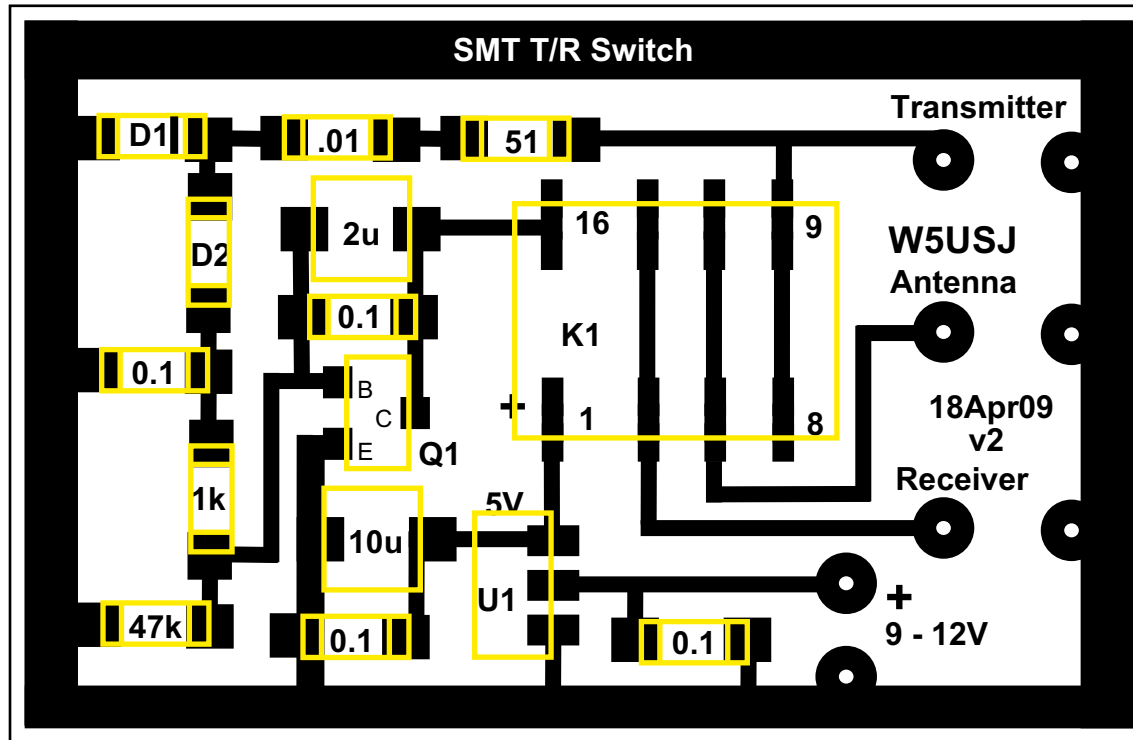 SMT T/R Switch
Transmitter
D1
.01
51
16
9
2u
W5USJ
D2
Antenna
0.1
K1
0.1
B
C
+
1
8
18Apr09
v2
E
Q1
Receiver
1k
5V
10u
U1
+
47k
0.1
0.1
9 - 12V